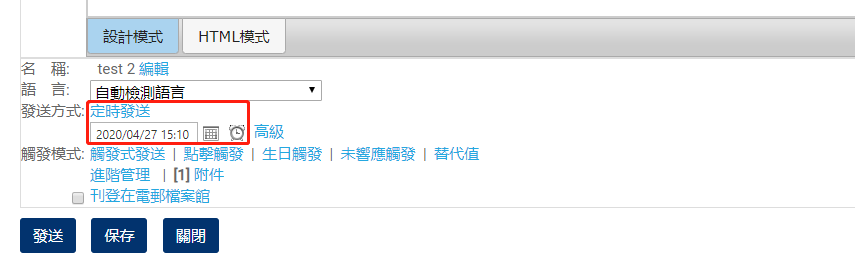 設計模式 HTML模式
名 稱: test 2 編輯
語 言: 自動檢測語言
發送方式: 定時發送
2020/04/27 15:10 高級
觸發模式: 觸發式發送 | 點擊觸發 | 生日觸發 | 未響應觸發 | 替代值
進階管理 | [1] 附件
刊登在電郵檔案館
發送 保存 關閉